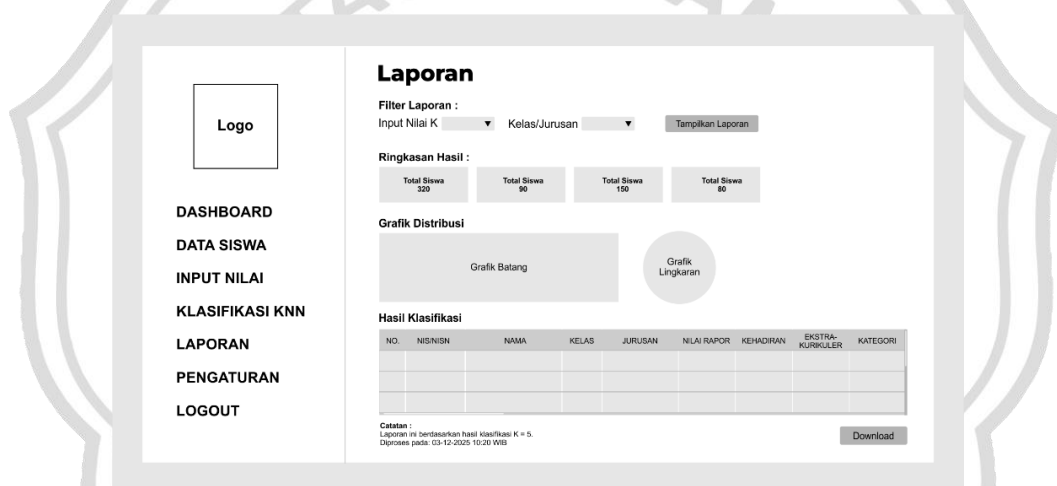 Logo
DASHBOARD
DATA SISWA
INPUT NILAI
KLASIFIKASI KNN
LAPORAN
PENGATURAN
LOGOUT
Laporan
Filter Laporan :
Input Nilai K ▼ Kelas/Jurusan ▼ Tampilkan Laporan
Ringkasan Hasil :
Total Siswa Total Siswa Total Siswa Total Siswa
320 90 150 80
Grafik Distribusi
Grafik Batang
Grafik
Lingkaran
Hasil Klasifikasi
NO. NIS/NISN NAMA KELAS JURUSAN NILAI RAPOR KEHADIRAN EKSTRA-
KURIKULER KATEGORI
Catatan :
Laporan ini berdasarkan hasil klasifikasi K = 5.
Diproses pada: 03-12-2025 10:20 WIB
Download